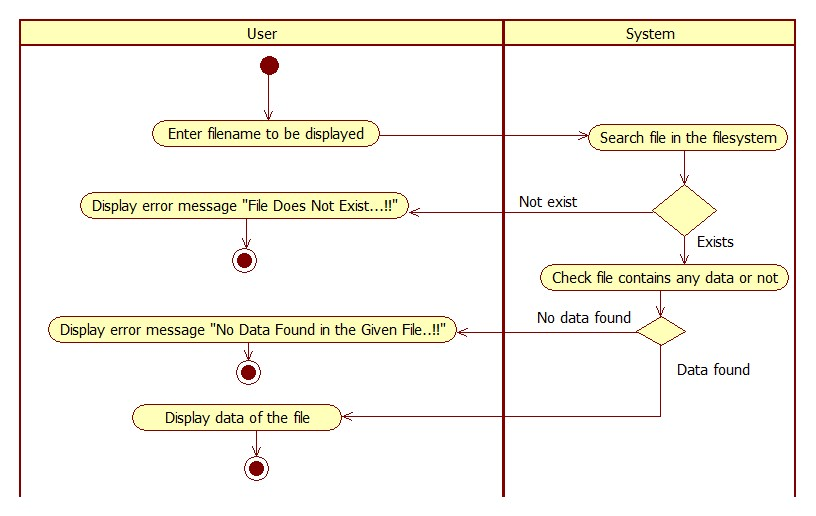 User
System
Enter filename to be displayed
Search file in the filesystem
Display error message "File Does Not Exist...!!"
Not exist
Exists
Check file contains any data or not
Display error message "No Data Found in the Given File..!!"
No data found
Data found
Display data of the file